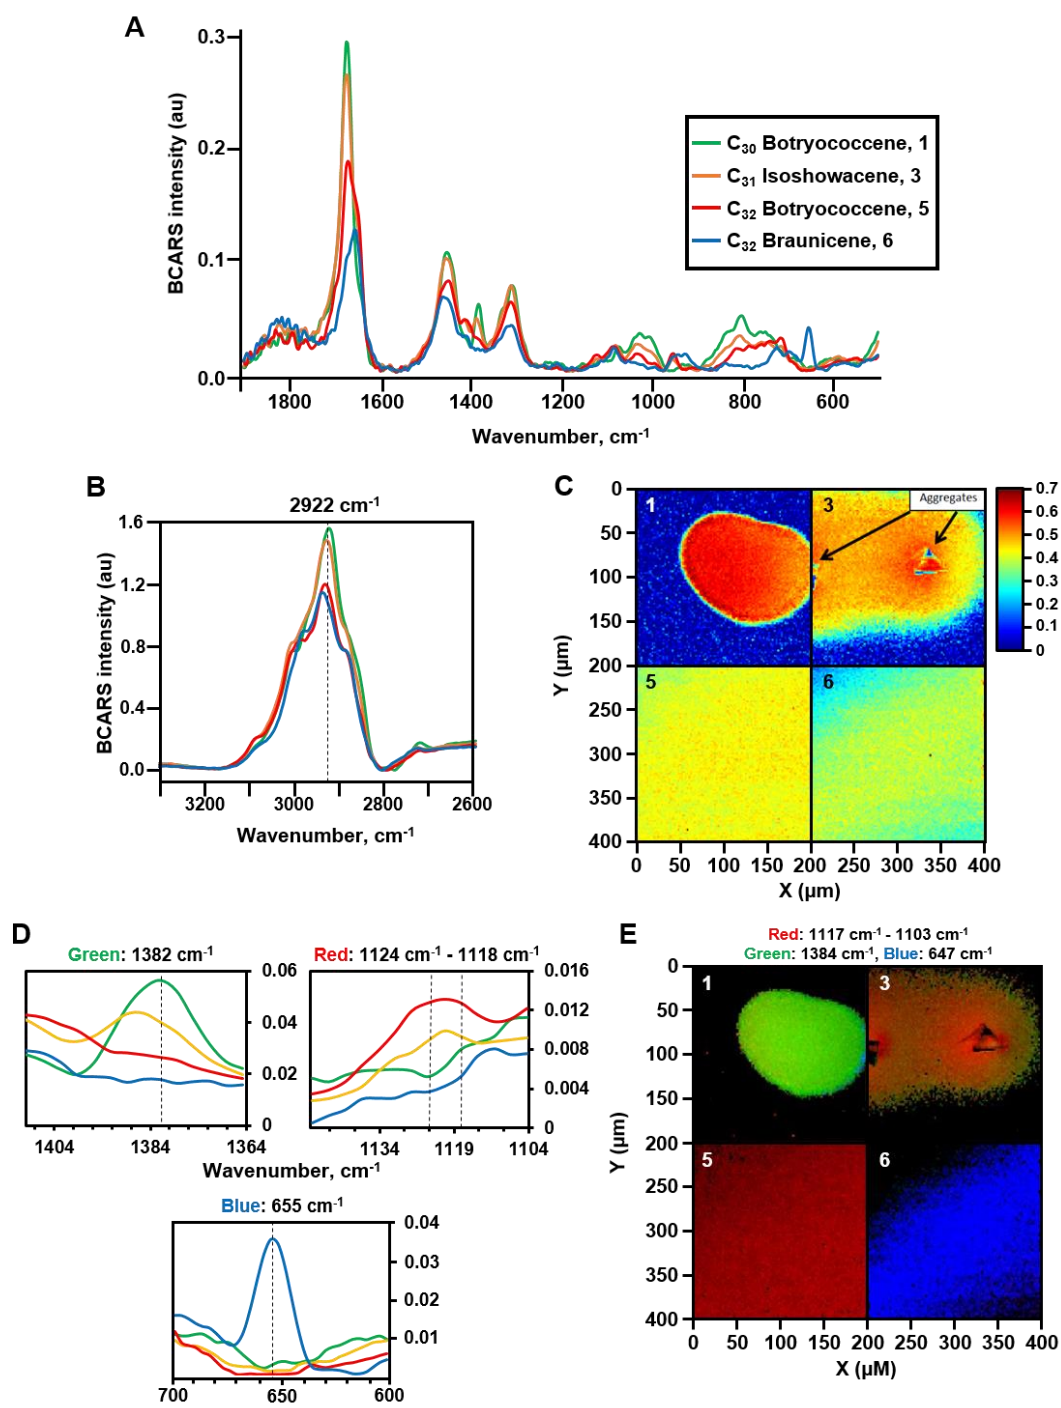 A
0.3
0.2
0.1
0.0
BCARS intensity (au)
C30 Botryococcene, 1
C31 Isoshowacene, 3
C32 Botryococcene, 5
C32 Braunicene, 6
1800 1600 1400 1200 1000 800 600
Wavenumber, cm-1
B
2922 cm-1
1.6
1.2
0.8
0.4
0.0
BCARS intensity (au)
3200 3000 2800 2600
Wavenumber, cm-1
C
0
50
100
150
200
250
300
350
400
Y (µm)
1
3
Aggregates
5
6
0 50 100 150 200 250 300 350 400
X (µm)
0.7
0.6
0.5
0.4
0.3
0.2
0.1
0
D
Green: 1382 cm-1
0.06
0.04
0.02
0
1404 1384 1364
Red: 1124 cm-1 - 1118 cm-1
0.016
0.012
0.008
0.004
0
1134 1119 1104
Wavenumber, cm-1
Blue: 655 cm-1
0.04
0.03
0.02
0.01
700 650 600
E
Red: 1117 cm-1 - 1103 cm-1
Green: 1384 cm-1, Blue: 647 cm-1
0
50
100
150
200
250
300
350
400
Y (µm)
1
3
5
6
0 50 100 150 200 250 300 350 400
X (µM)